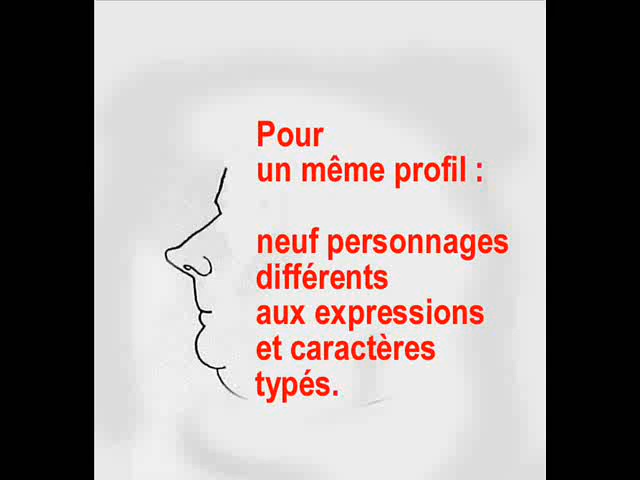 Pour
un même profil :
neuf personnages
différents
aux expressions
et caractères
typés.